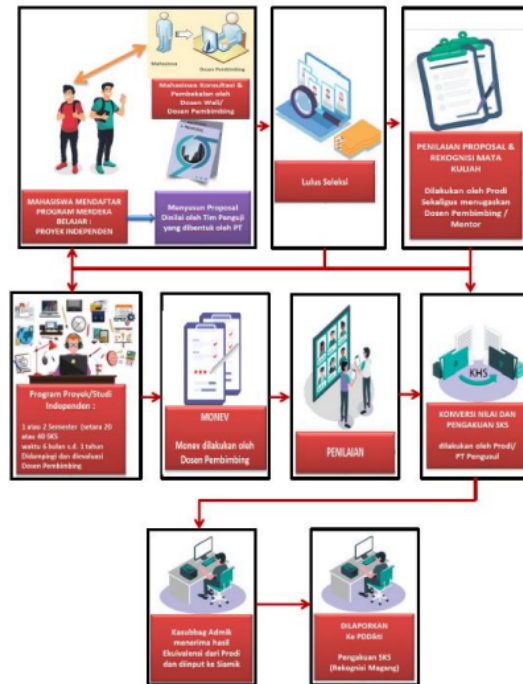 Mahasiswa
Dosen Pembimbing
Mahasiswa Konsultasi &
Pembekalan oleh
Dosen Wali/
Dosen Pembimbing
MAHASISWA MENDAFTAR
PROGRAM MERDEKA
BELAJAR :
PROYEK INDEPENDEN
Menyusun Proposal
Dinilai oleh Tim Penguji
yang dibentuk oleh PT
Lulus Seleksi
PENILAIAN PROPOSAL &
REKOGNISI MATA
KULIAH
Dilakukan oleh Prodi
Sekaligus menugaskan
Dosen Pembimbing /
Mentor
Program Proyek/Studi
Independen :
1 atau 2 Semester (setara 20
atau 40 SKS
waktu 6 bulan s.d. 1 tahun
Didampingi dan dievaluasi
Dosen Pembimbing
MONEV
Monev dilakukan oleh
Dosen Pembimbing
PENILAIAN
KHS
KONVERSI NILAI DAN
PENGAKUAN SKS
dilakukan oleh Prodi/
PT Pengusul
Kasubbag Admik
menerima hasil
Ekuivalensi dari Prodi
dan diinput ke Siamik
DILAPORKAN
Ke PDDikti
Pengakuan SKS
(Rekognisi Magang)